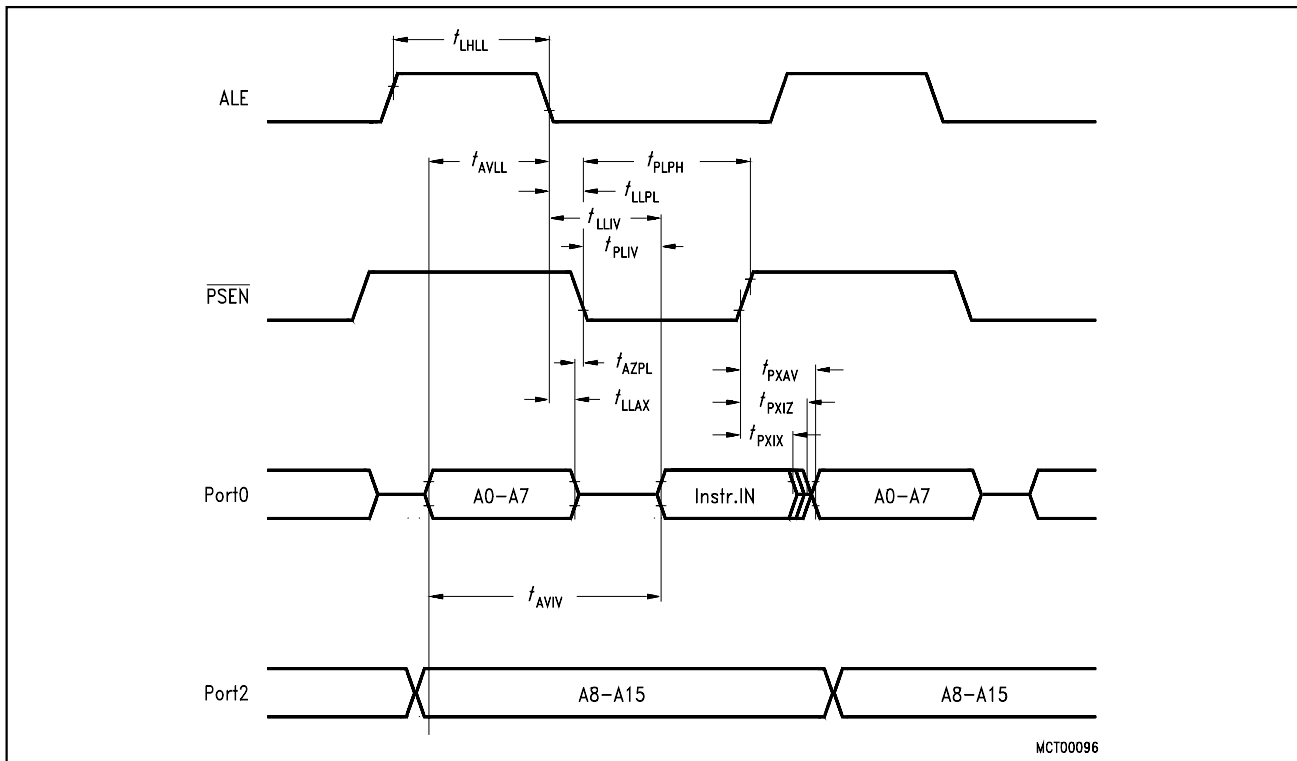 tLHLL
ALE
tAVLL
tPLPH
tLLPL
tLLIV
tPLIV
PSEN
tAZPL
tPXAV
tLLAX
tPXIZ
tPXIX
Port0
A0-A7
Instr.IN
A0-A7
tAVIV
Port2
A8-A15
A8-A15
MCT00096